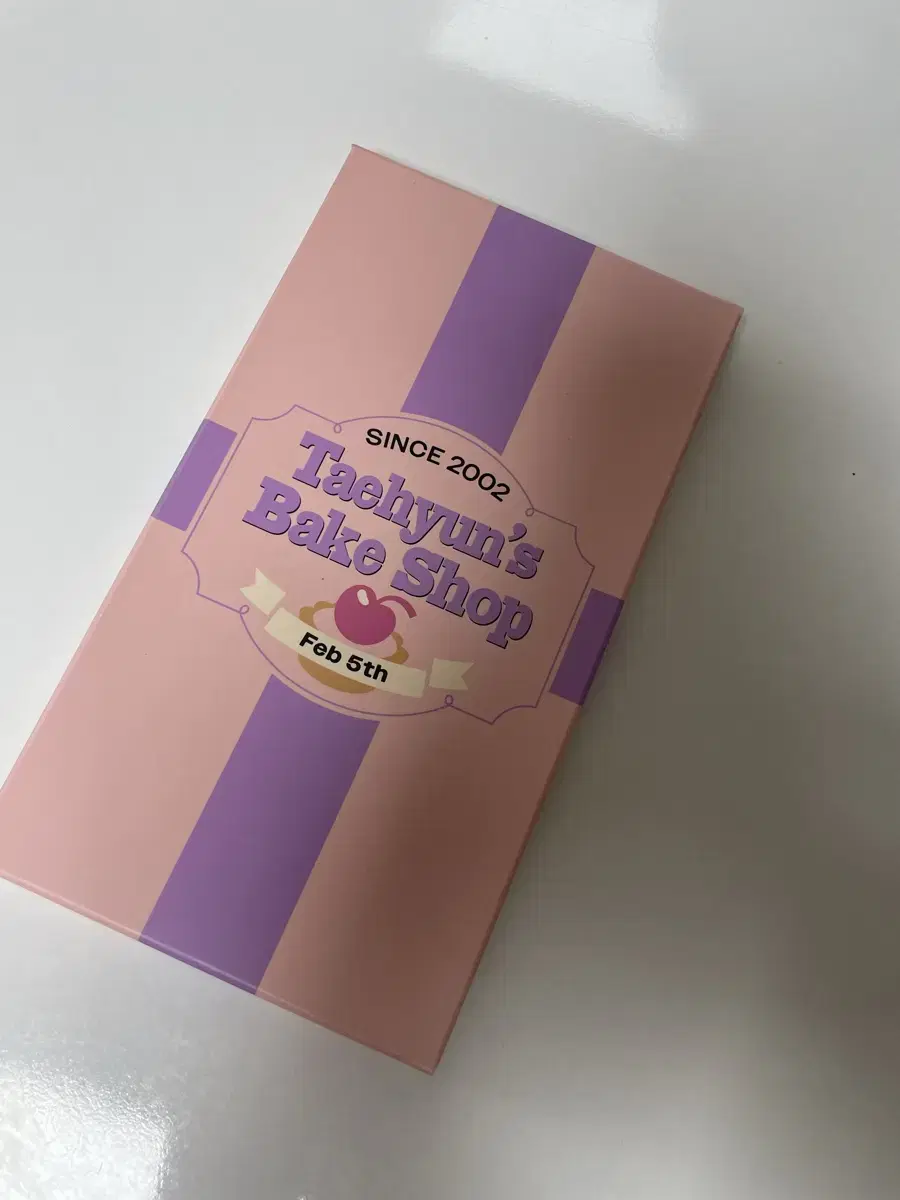 SINCE 2002
Taehyun's
Bake Shop
Feb 5th